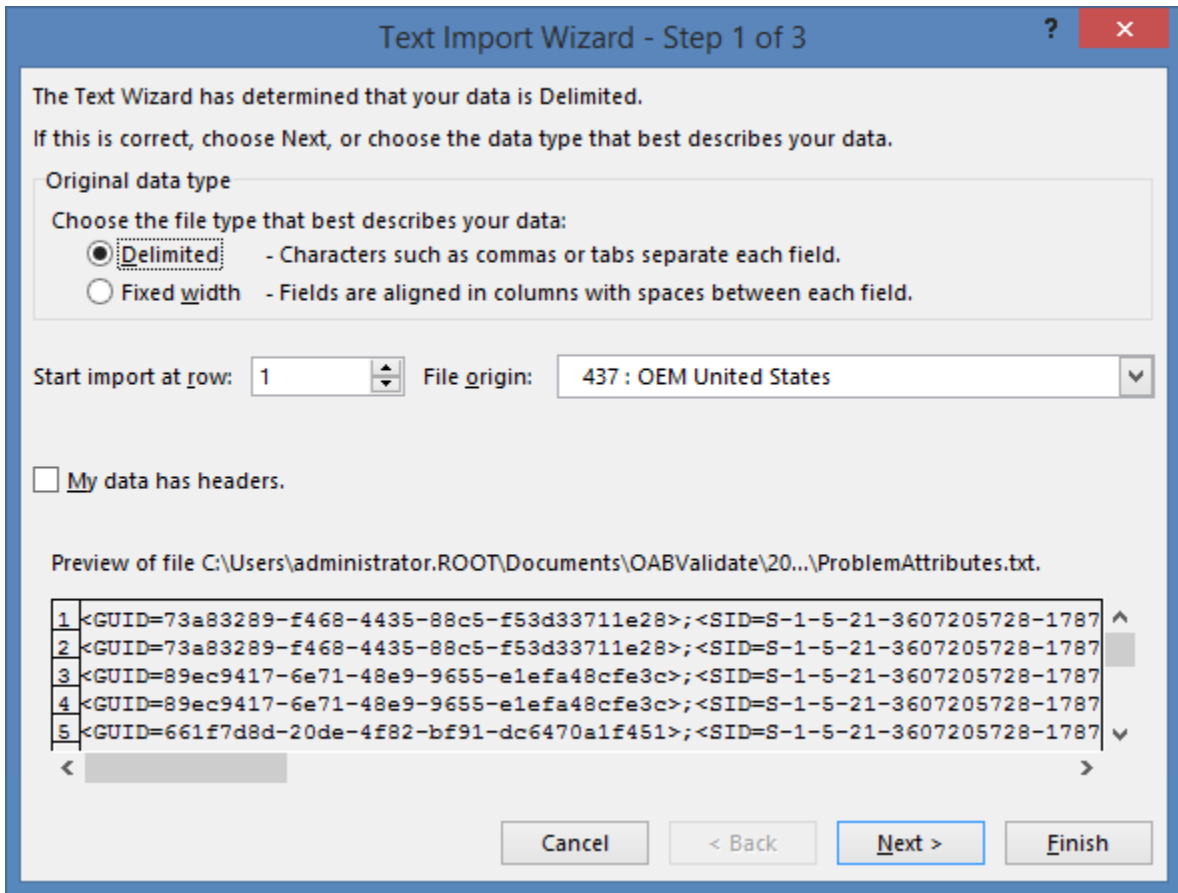 Text Import Wizard - Step 1 of 3
?
The Text Wizard has determined that your data is Delimited.
If this is correct, choose Next, or choose the data type that best describes your data.
Original data type
Choose the file type that best describes your data:
Delimited - Characters such as commas or tabs separate each field.
Fixed width - Fields are aligned in columns with spaces between each field.
Start import at row: 1 File origin: 437 : OEM United States
My data has headers.
Preview of file C:\Users\administrator.ROOT\Documents\OABValidate\20...\ProblemAttributes.txt.
1 <GUID=73a83289-f468-4435-88c5-f53d33711e28>;<SID=S-1-5-21-3607205728-1787
2 <GUID=73a83289-f468-4435-88c5-f53d33711e28>;<SID=S-1-5-21-3607205728-1787
3 <GUID=89ec9417-6e71-48e9-9655-e1efa48cfe3c>;<SID=S-1-5-21-3607205728-1787
4 <GUID=89ec9417-6e71-48e9-9655-e1efa48cfe3c>;<SID=S-1-5-21-3607205728-1787
5 <GUID=661f7d8d-20de-4f82-bf91-dc6470a1f451>;<SID=S-1-5-21-3607205728-1787
Cancel < Back Next > Finish